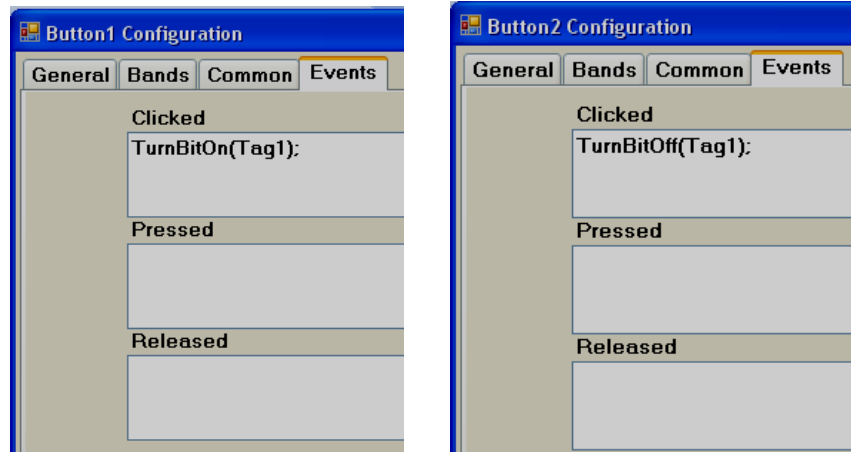 Button1 Configuration
General Bands Common Events
Clicked
TurnBitOn(Tag1);
Pressed
Released
Button2 Configuration
General Bands Common Events
Clicked
TurnBitOff(Tag1);
Pressed
Released